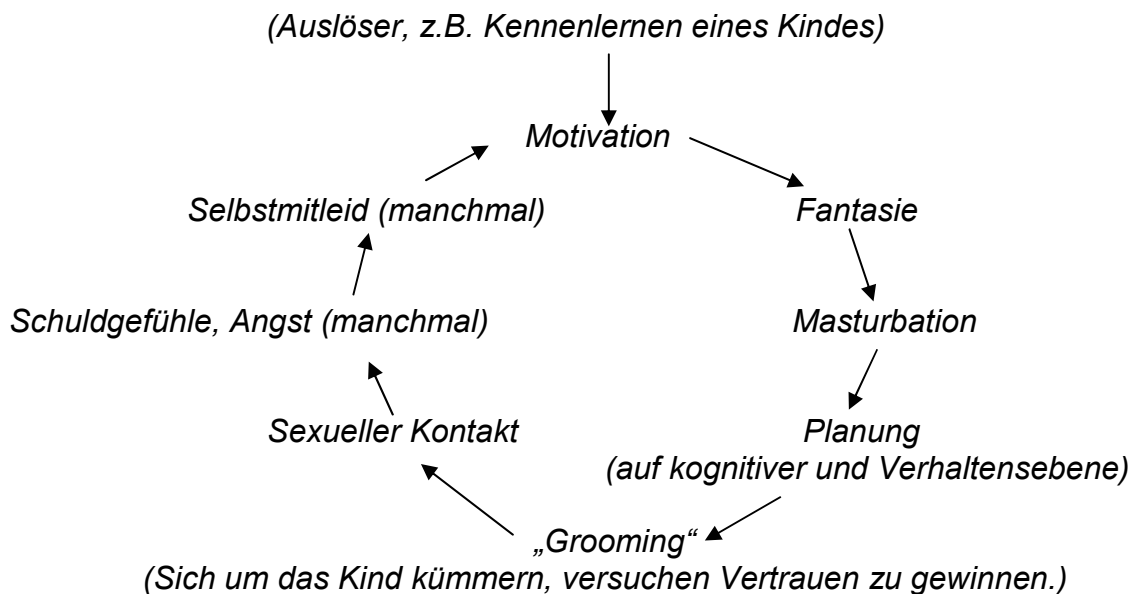 (Auslöser, z.B. Kennenlernen eines Kindes)
Motivation
Selbstmitleid (manchmal)
Fantasie
Schuldgefühle, Angst (manchmal)
Masturbation
Sexueller Kontakt
Planung
(auf kognitiver und Verhaltensebene)
„Grooming“
(Sich um das Kind kümmern, versuchen Vertrauen zu gewinnen.)